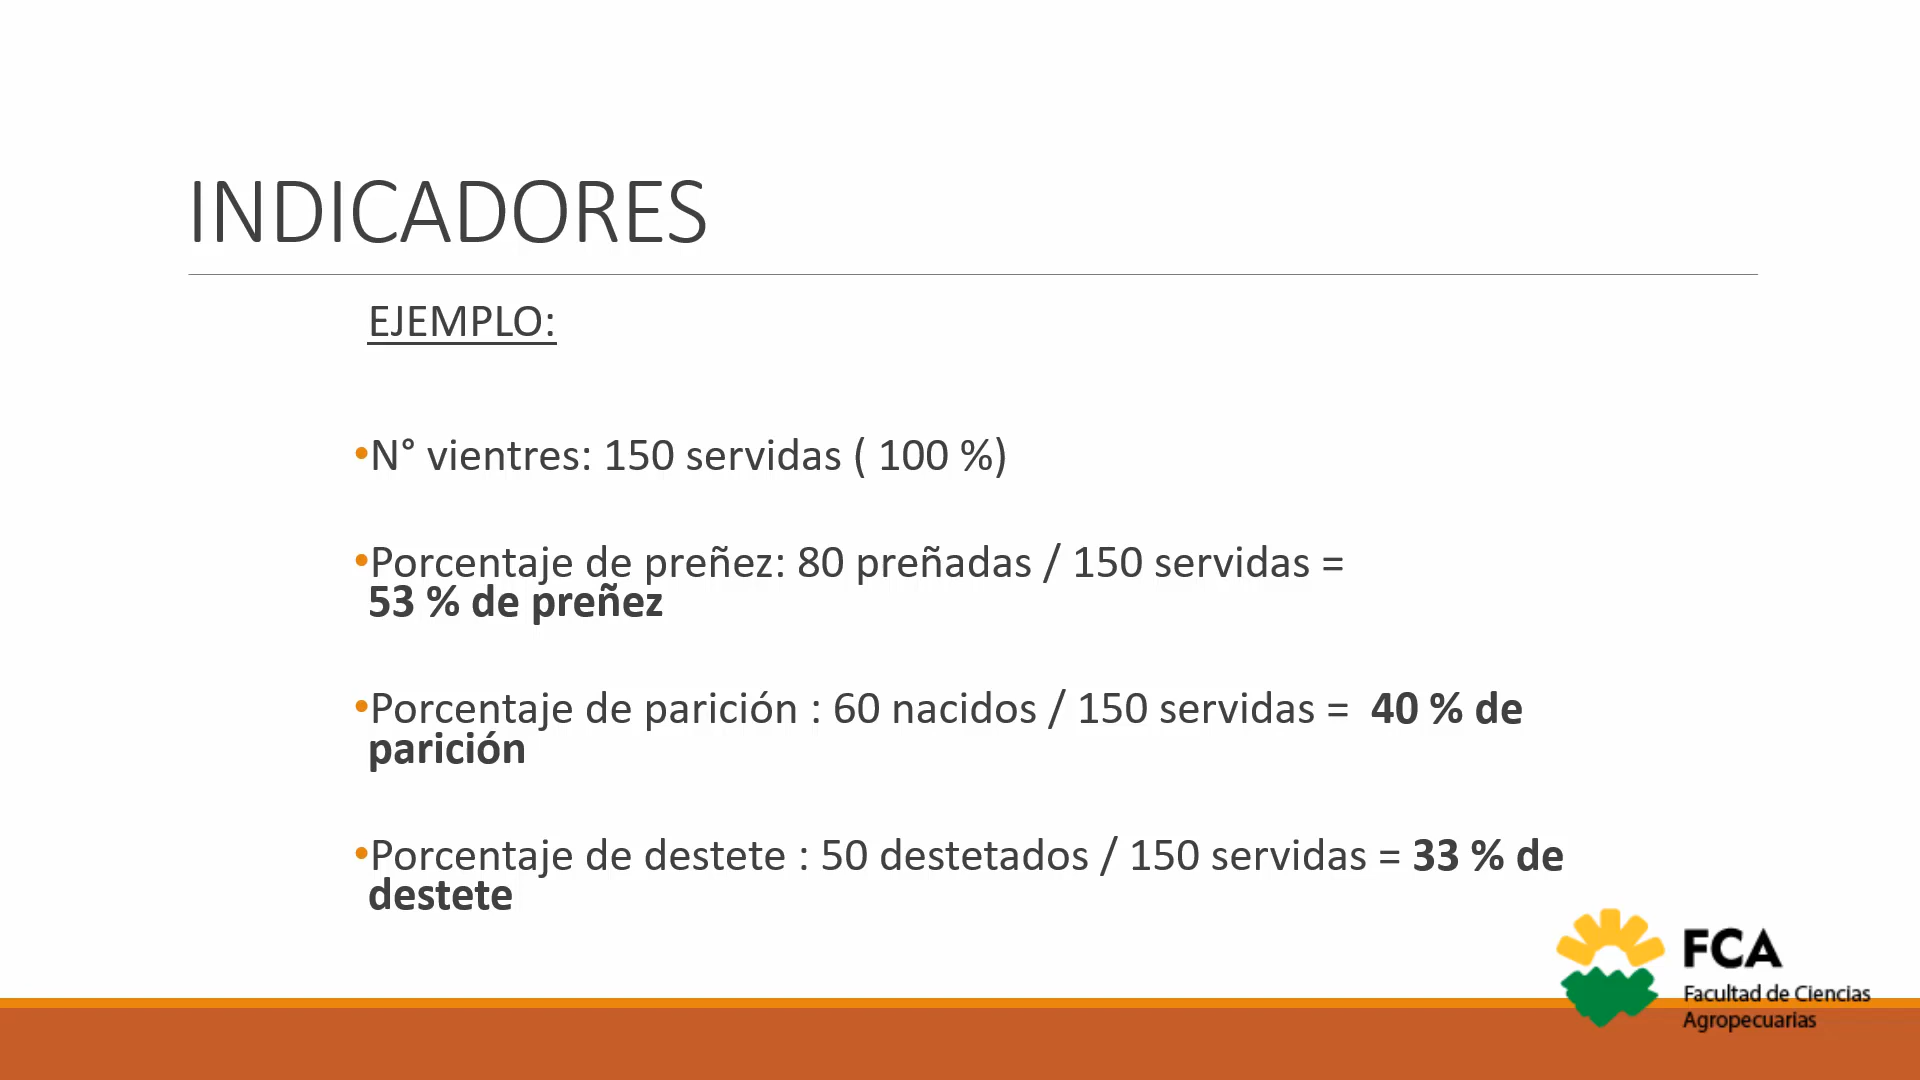 INDICADORES
EJEMPLO:
•N° vientres: 150 servidas ( 100 %)
•Porcentaje de preñez: 80 preñadas / 150 servidas =
53 % de preñez
•Porcentaje de parición : 60 nacidos / 150 servidas =  40 % de
parición
•Porcentaje de destete : 50 destetados / 150 servidas = 33 % de
destete
FCA
Facultad de Ciencias
Agropecuarias